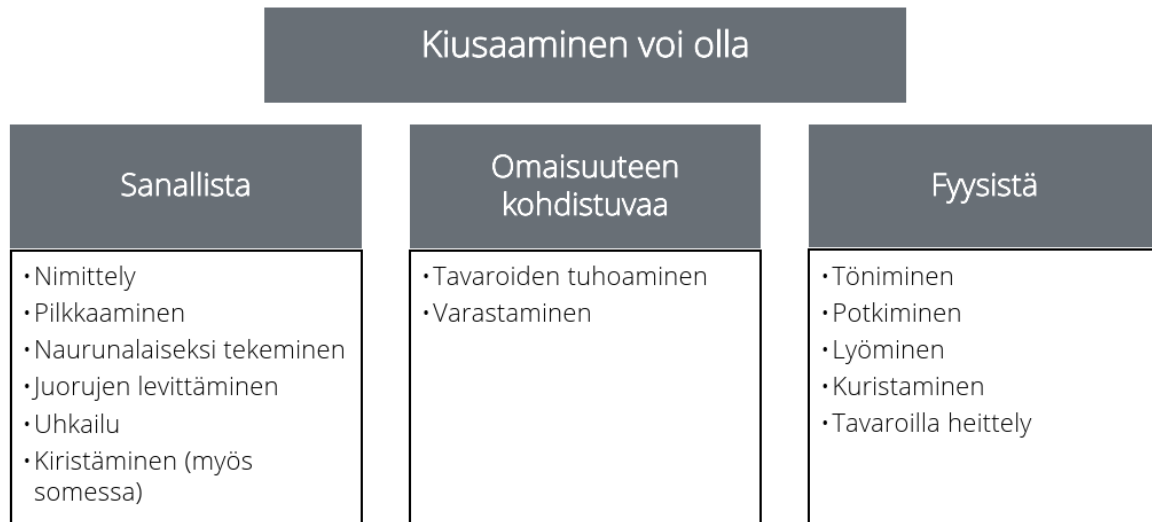 Kiusaaminen voi olla
Sanallista
•Nimittely
•Pilkkaaminen
•Naurunalaiseksi tekeminen
•Juorujen levittäminen
•Uhkailu
•Kiristäminen (myös
somessa)
Omaisuuteen
kohdistuvaa
•Tavaroiden tuhoaminen
•Varastaminen
Fyysistä
•Töniminen
•Potkiminen
•Lyöminen
•Kuristaminen
•Tavaroilla heittely